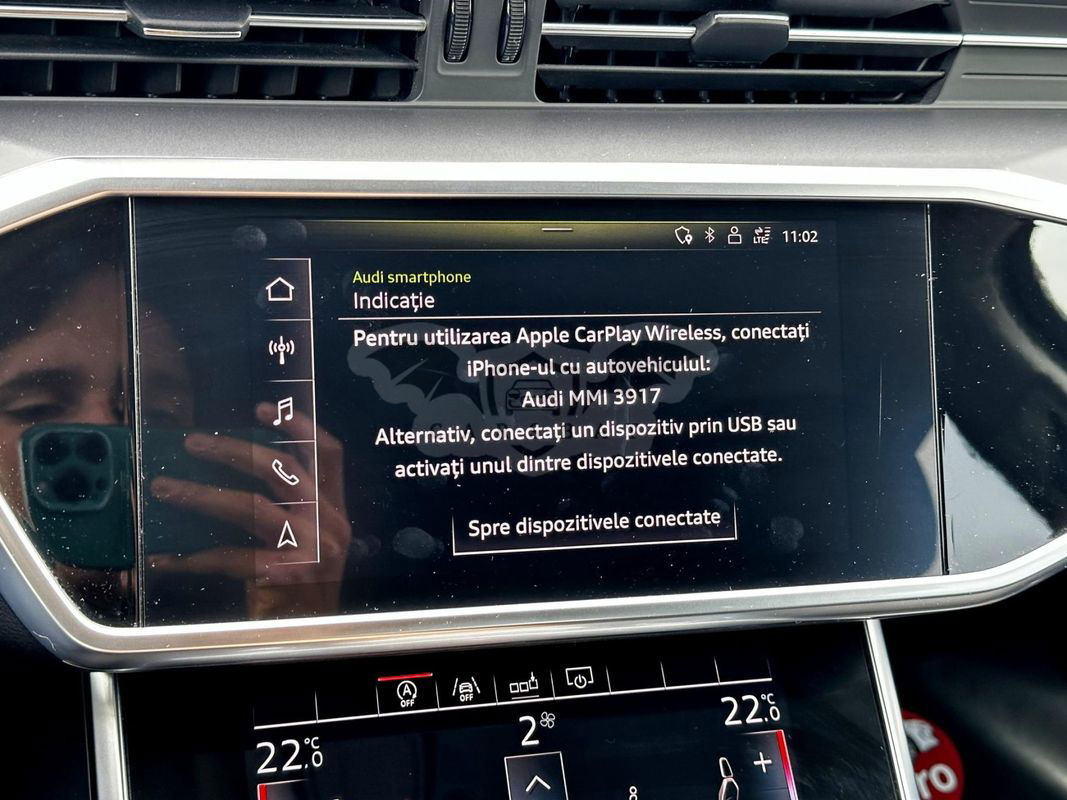 LTE 11:02
Audi smartphone
Indicație
Pentru utilizarea Apple CarPlay Wireless, conectați
iPhone-ul cu autovehiculul:
Audi MMI 3917
Alternativ, conectați un dispozitiv prin USB sau
activați unul dintre dispozitivele conectate.
Spre dispozitivele conectate
A
OFF
OFF
22.0 °C
2
22.0 °C